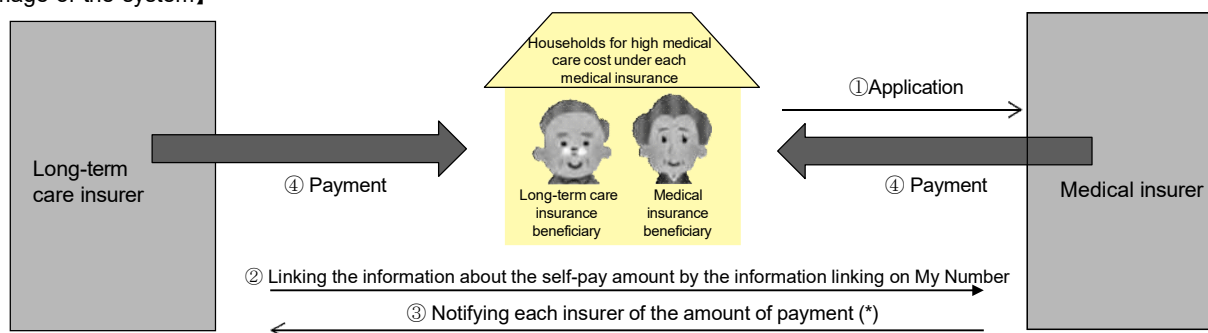 Households for high medical
care cost under each
medical insurance
①Application
Long-term
care insurer
④ Payment
④ Payment
Medical insurer
Long-term care
insurance
beneficiary
Medical
insurance
beneficiary
② Linking the information about the self-pay amount by the information linking on My Number
③ Notifying each insurer of the amount of payment (*)